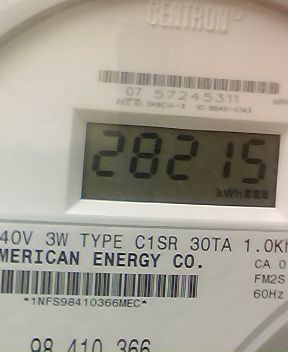 CENTRON®
07 57245311
28215
kWh
40V 3W TYPE C1SR 30TA 1.0K
MERICAN ENERGY CO.
CA 0
FM2S
60Hz
*1NFS98410366MEC*
98 410 366